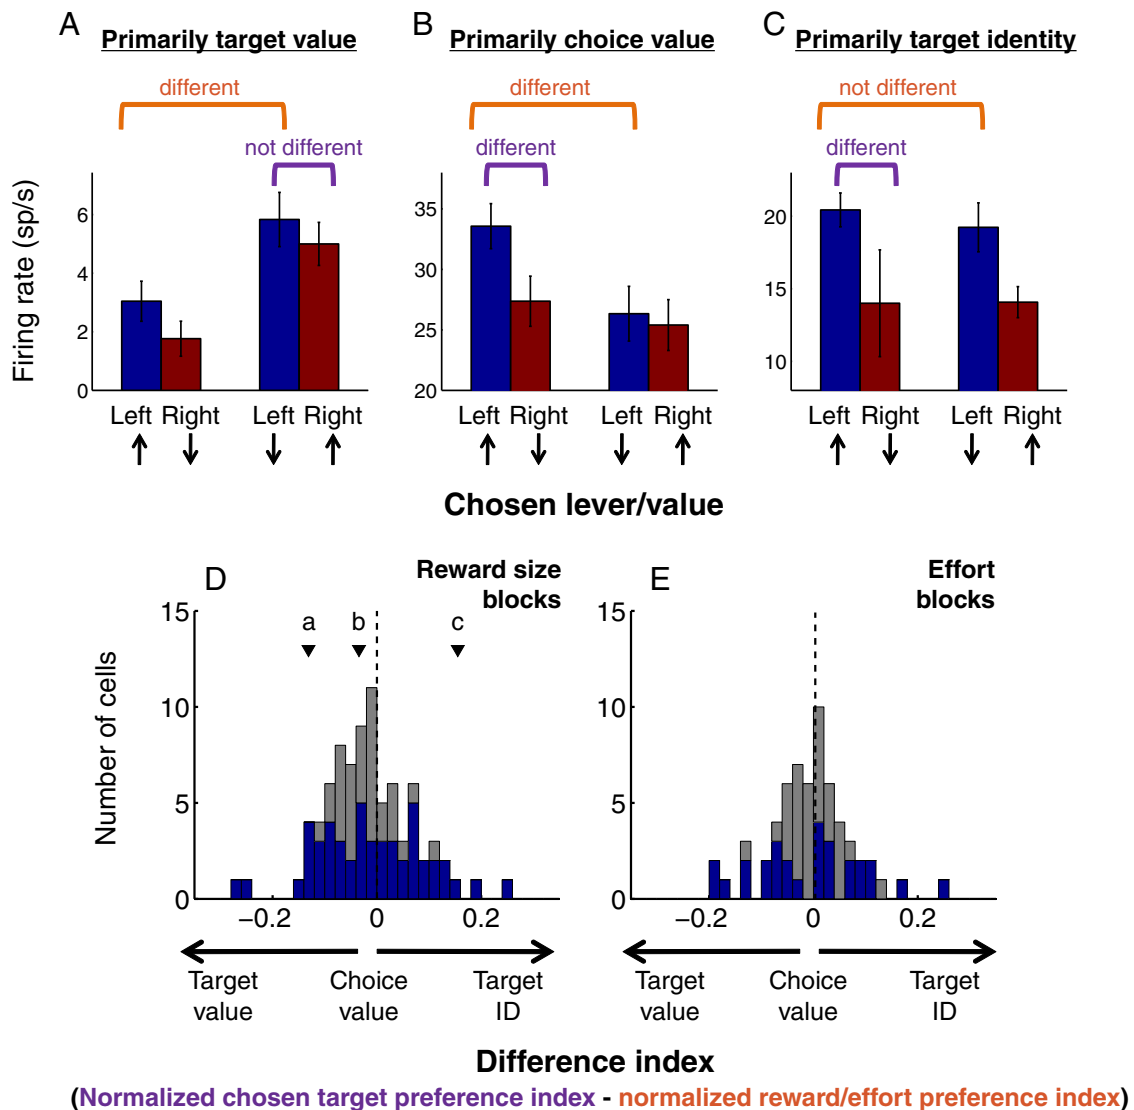 A Primarily target value
B Primarily choice value
C Primarily target identity
different
different
not different
not different
different
different
Firing rate (sp/s)
6
4
2
0
35
30
25
20
20
15
10
Left Right Left Right
Left Right Left Right
Left Right Left Right
Chosen lever/value
D Reward size
blocks
E Effort
blocks
a b c
Number of cells
15
10
5
0
−0.2 0 0.2
15
10
5
0
−0.2 0 0.2
Target
value
Choice
value
Target
ID
Target
value
Choice
value
Target
ID
Difference index
(Normalized chosen target preference index - normalized reward/effort preference index)